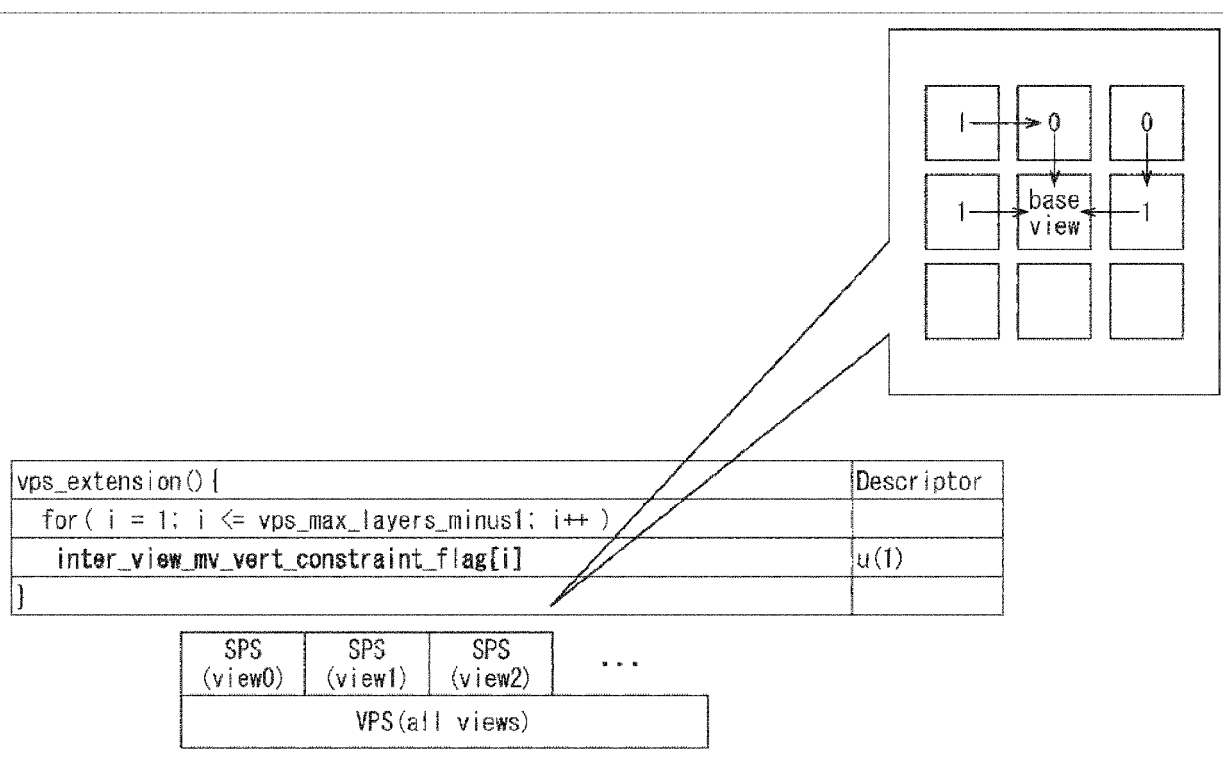 1 0 0
1 base 1
view
vps_extension(){ Descriptor
for( i = 1; i <= vps_max_layers_minus1; i++ )
inter_view_mv_vert_constraint_flag[i] u(1)
}
SPS SPS SPS
(view0) (view1) (view2) ...
VPS(all views)